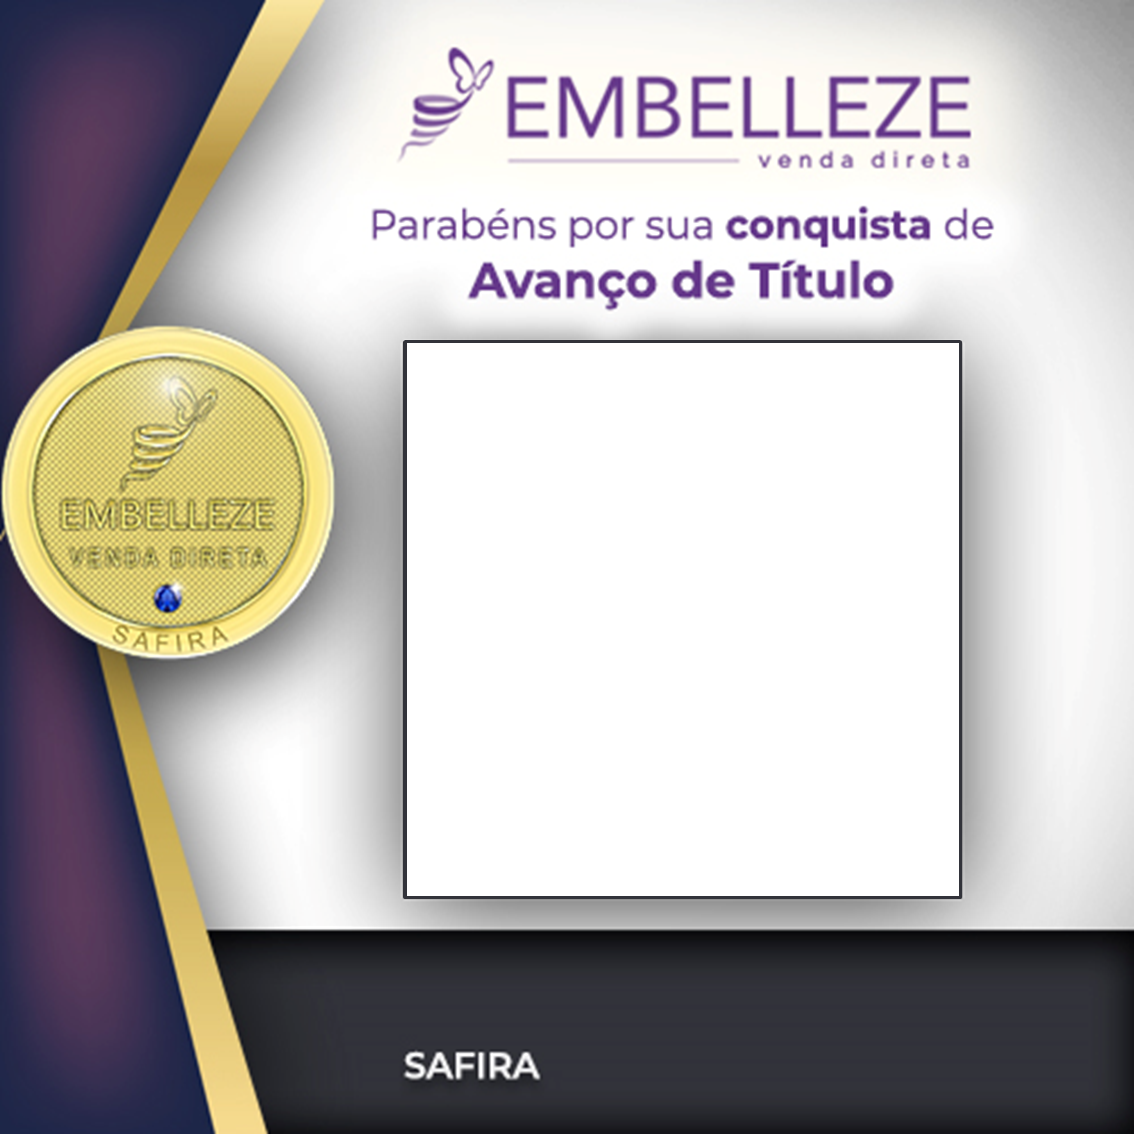 EMBELLEZE
venda direta
Parabéns por sua conquista de
Avanço de Título
EMBELLEZE
VENDA DIRETA
SAFIRA
SAFIRA